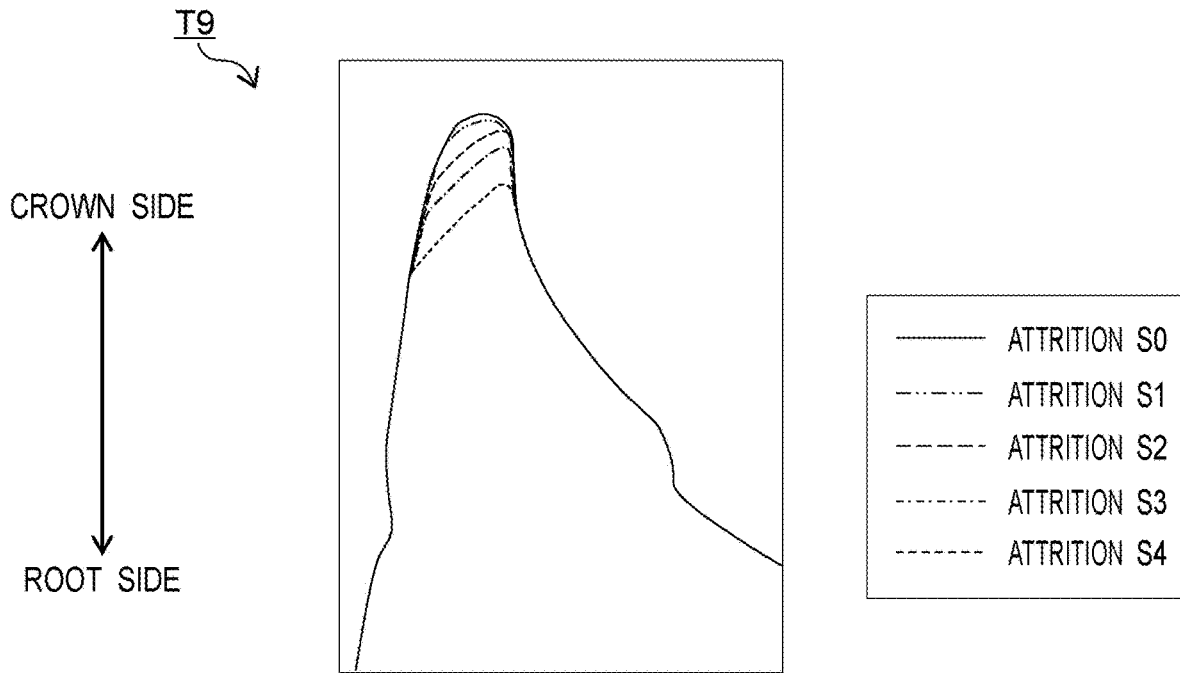 T9
CROWN SIDE
ROOT SIDE
ATTRITION S0
ATTRITION S1
ATTRITION S2
ATTRITION S3
ATTRITION S4